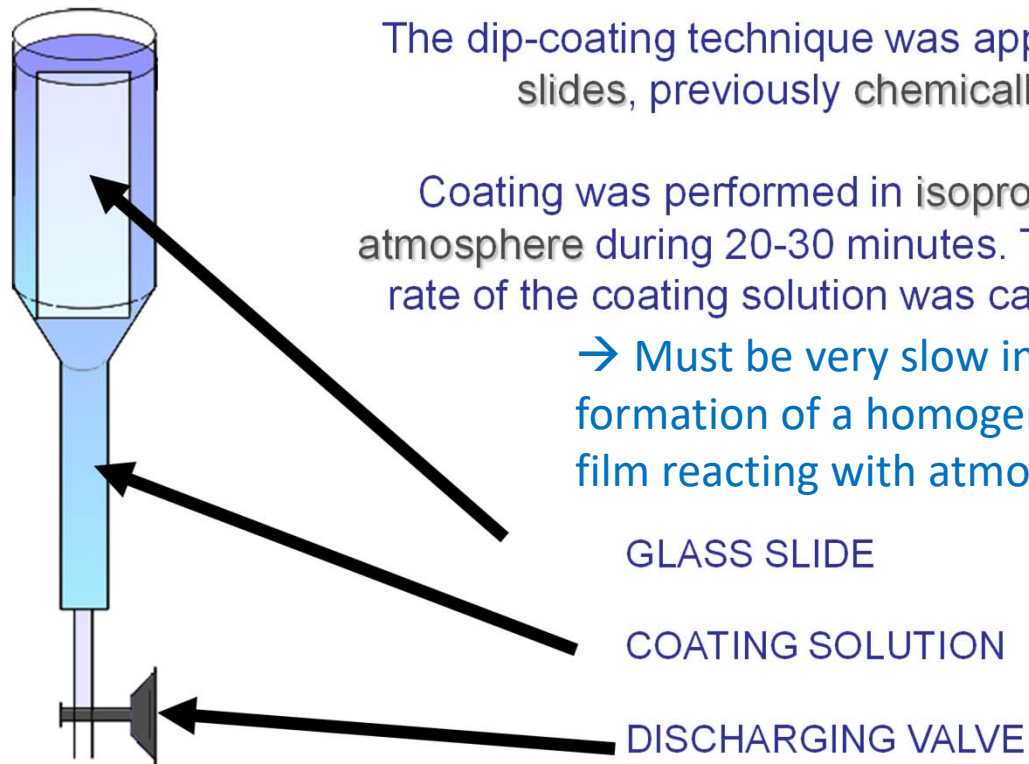 The dip-coating technique was app
slides, previously chemicall
Coating was performed in isopro
atmosphere during 20-30 minutes. T
rate of the coating solution was ca
→ Must be very slow in
formation of a homoger
film reacting with atmo
GLASS SLIDE
COATING SOLUTION
DISCHARGING VALVE